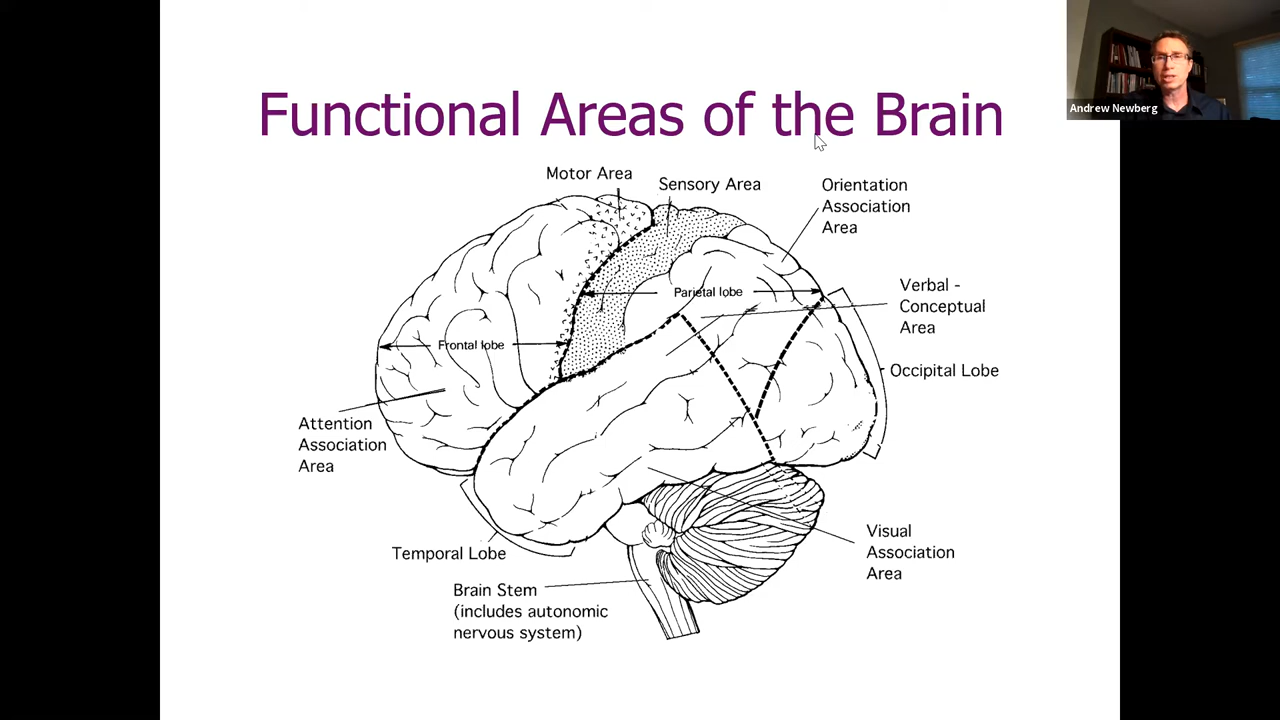 Andrew Newberg
Functional Areas of the Brain
Motor Area
Sensory Area
Orientation
Association
Area
Verbal -
Conceptual
Area
Parietal lobe
Frontal lobe
Occipital Lobe
Attention
Association
Area
Temporal Lobe
Visual
Association
Area
Brain Stem
(includes autonomic
nervous system)